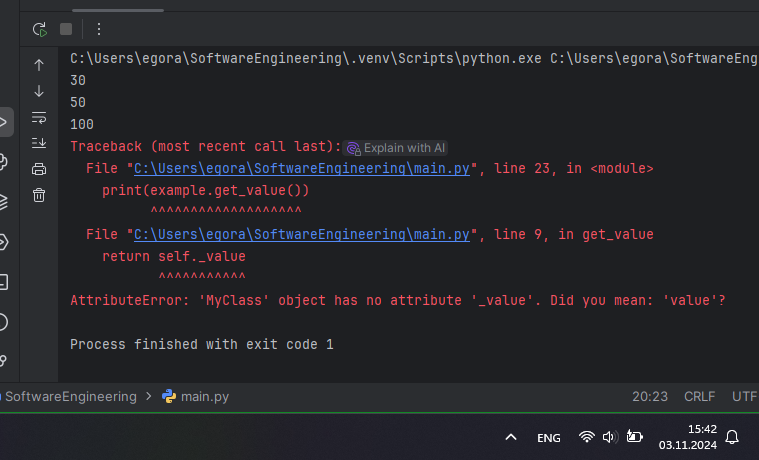 C:\Users\egora\SoftwareEngineering\.venv\Scripts\python.exe C:\Users\egora\SoftwareEng
30
50
100
Traceback (most recent call last): Explain with AI
  File "C:\Users\egora\SoftwareEngineering\main.py", line 23, in <module>
    print(example.get_value())
          ^^^^^^^^^^^^^^^^^^^
  File "C:\Users\egora\SoftwareEngineering\main.py", line 9, in get_value
    return self._value
           ^^^^^^^^^^^
AttributeError: 'MyClass' object has no attribute '_value'. Did you mean: 'value'?
Process finished with exit code 1
SoftwareEngineering > main.py 20:23 CRLF UTF
ENG 15:42
03.11.2024